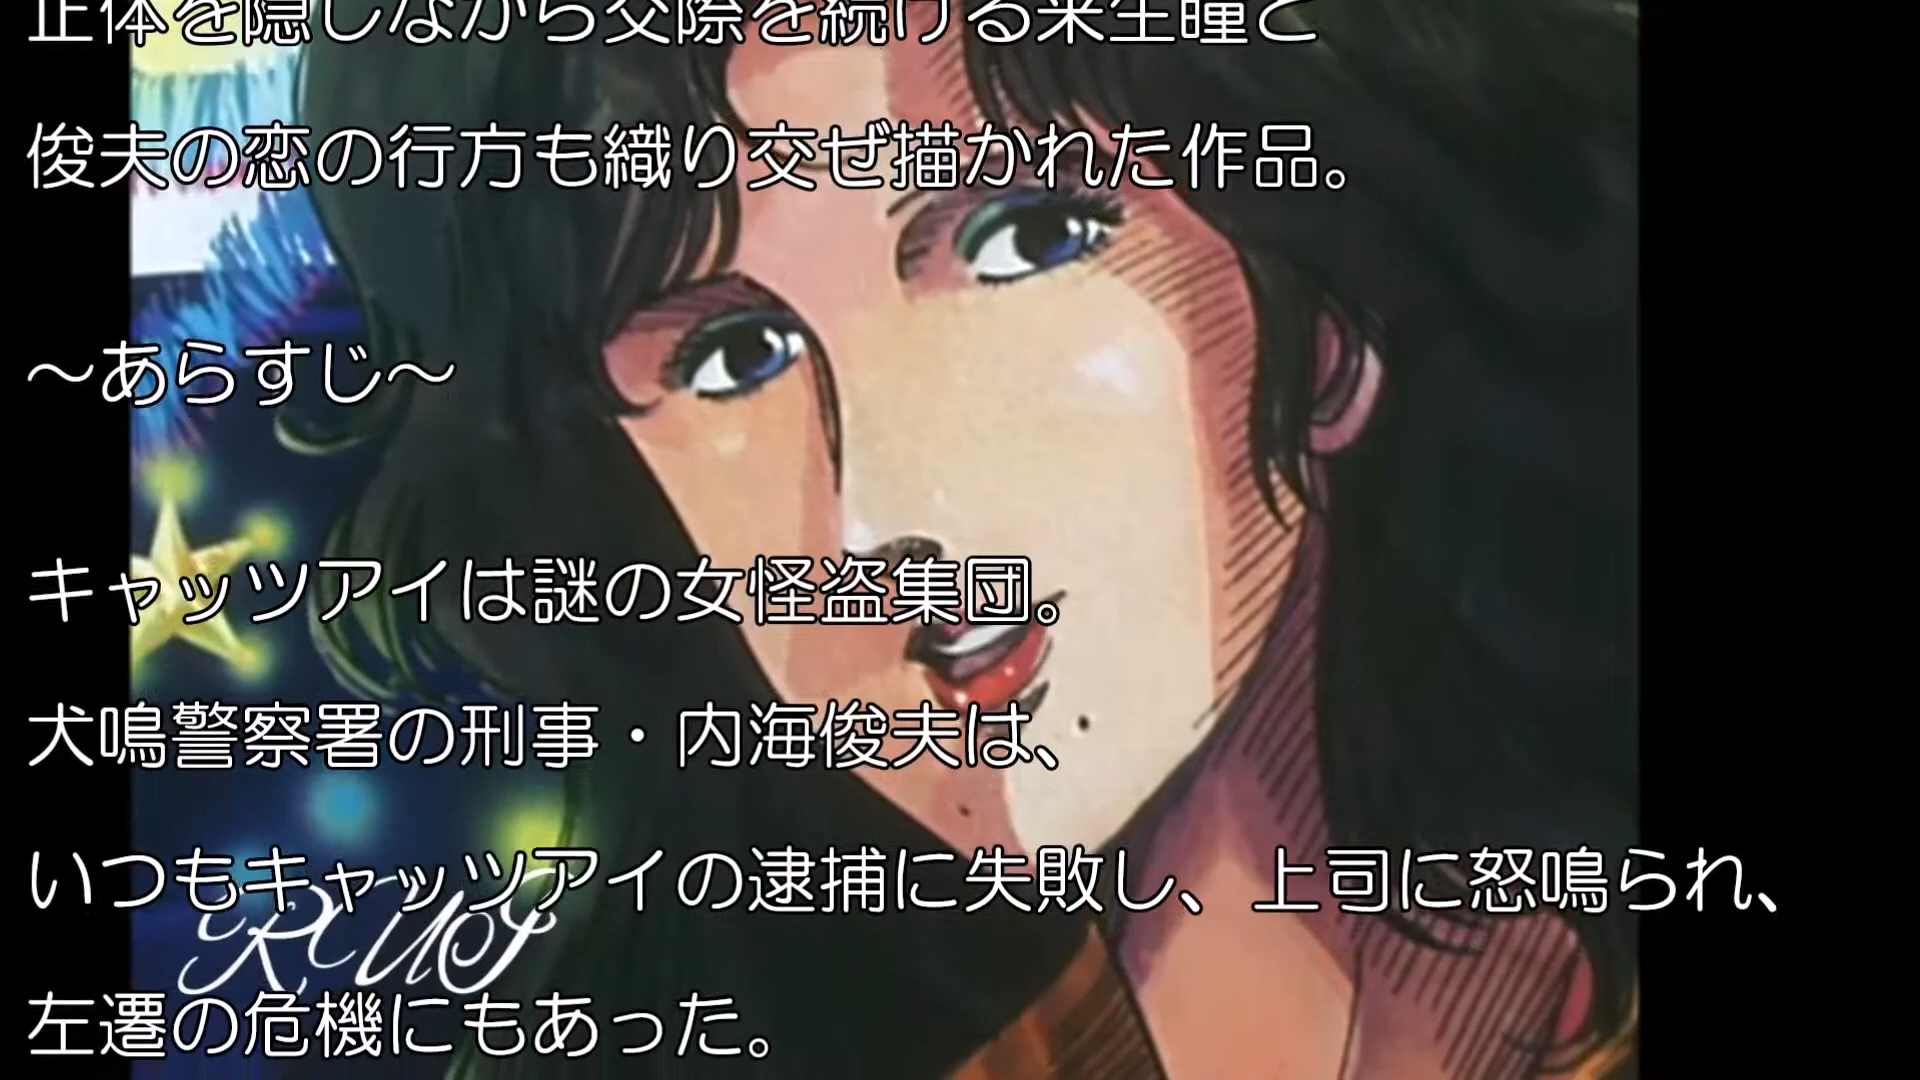 正体を隠しながら交際を続ける来生瞳と
俊夫の恋の行方も織り交ぜ描かれた作品。
～あらすじ～
キャッツアイは謎の女怪盗集団。
犬鳴警察署の刑事・内海俊夫は、
いつもキャッツアイの逮捕に失敗し、上司に怒鳴られ、
左遷の危機にもあった。